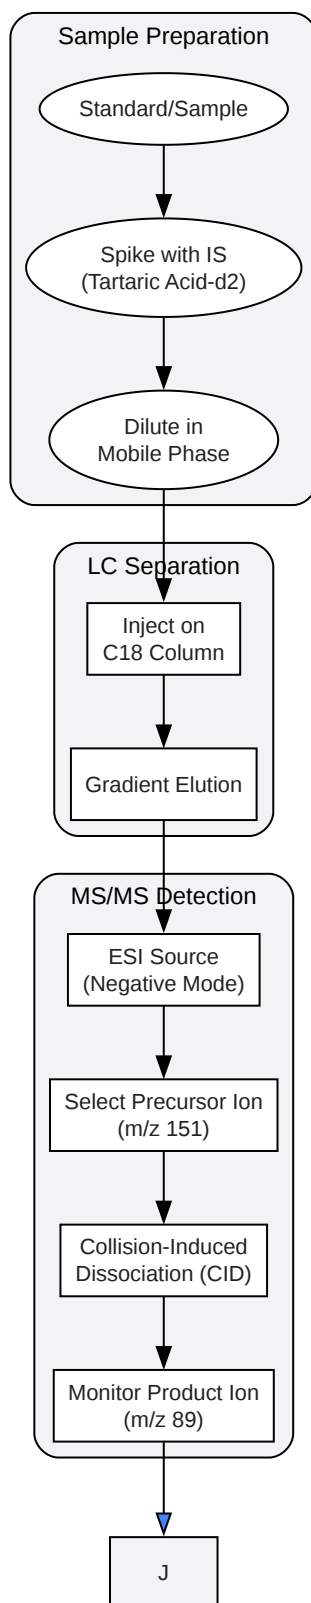 Sample Preparation
Standard/Sample
Spike with IS
(Tartaric Acid-d2)
Dilute in
Mobile Phase
LC Separation
Inject on
C18 Column
Gradient Elution
MS/MS Detection
ESI Source
(Negative Mode)
Select Precursor Ion
(m/z 151)
Collision-Induced
Dissociation (CID)
Monitor Product Ion
(m/z 89)
J